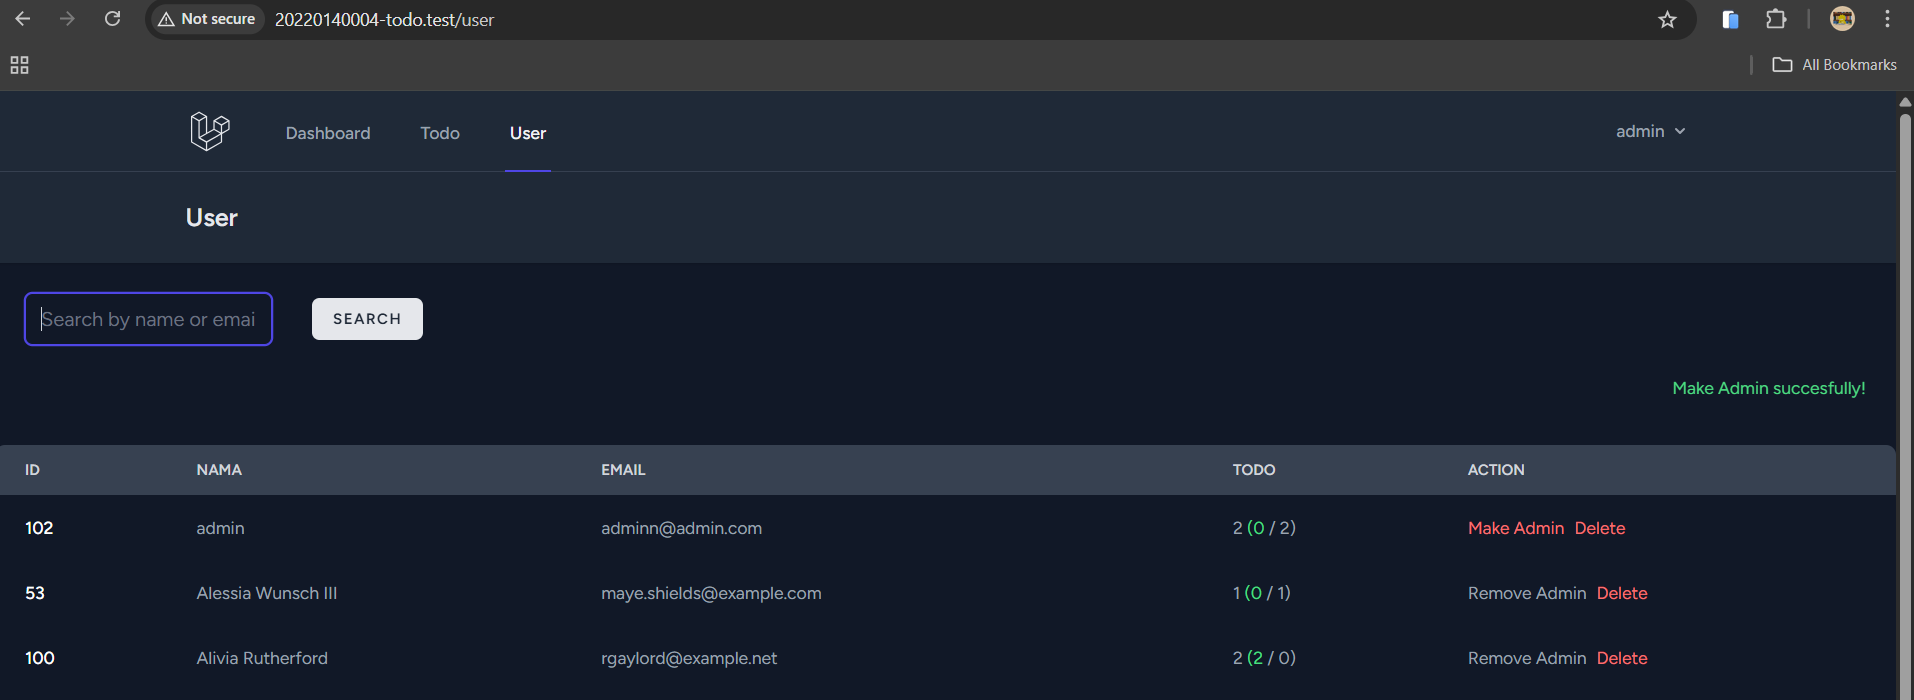 Not secure 20220140004-todo.test/user
All Bookmarks
Dashboard Todo User admin
User
Search by name or emai SEARCH
Make Admin succesfully!
ID NAMA EMAIL TODO ACTION
102 admin adminn@admin.com 2 (0 / 2) Make Admin Delete
53 Alessia Wunsch III maye.shields@example.com 1 (0 / 1) Remove Admin Delete
100 Alivia Rutherford rgaylord@example.net 2 (2 / 0) Remove Admin Delete